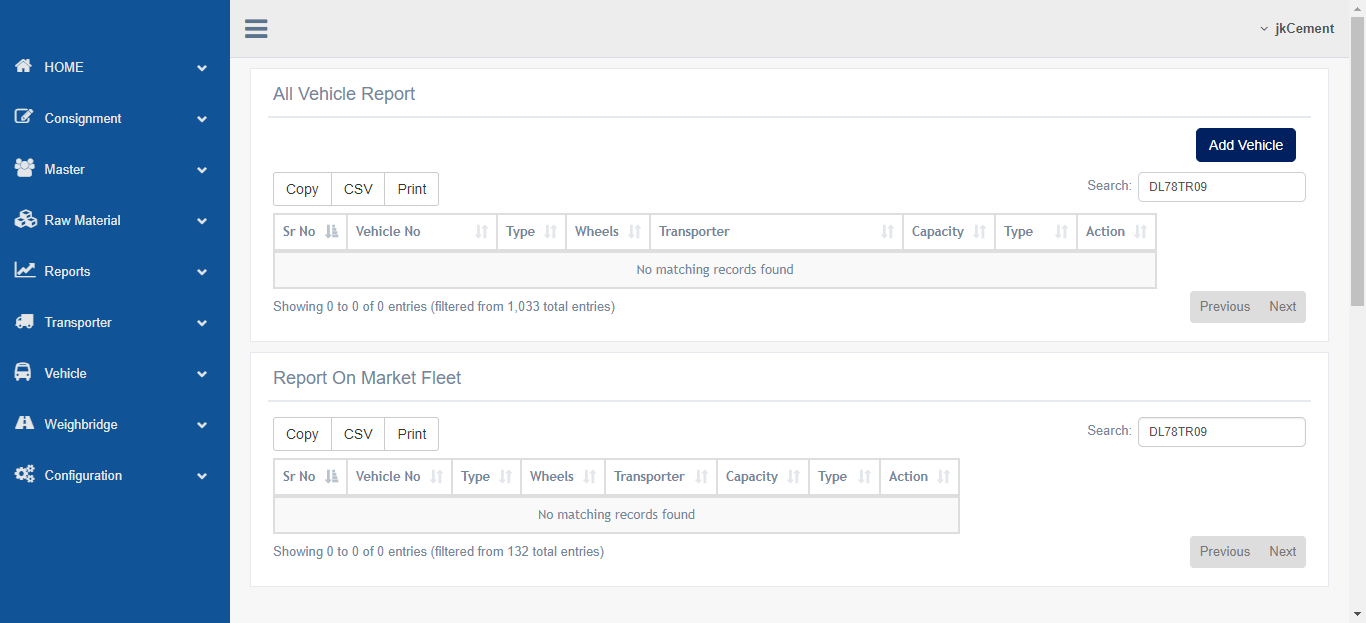 jkCement
HOME
Consignment
Master
Raw Material
Reports
Transporter
Vehicle
Weighbridge
Configuration
All Vehicle Report
Add Vehicle
Copy CSV Print
Search: DL78TR09
Sr No Vehicle No Type Wheels Transporter Capacity Type Action
No matching records found
Showing 0 to 0 of 0 entries (filtered from 1,033 total entries)
Previous Next
Report On Market Fleet
Copy CSV Print
Search: DL78TR09
Sr No Vehicle No Type Wheels Transporter Capacity Type Action
No matching records found
Showing 0 to 0 of 0 entries (filtered from 132 total entries)
Previous Next